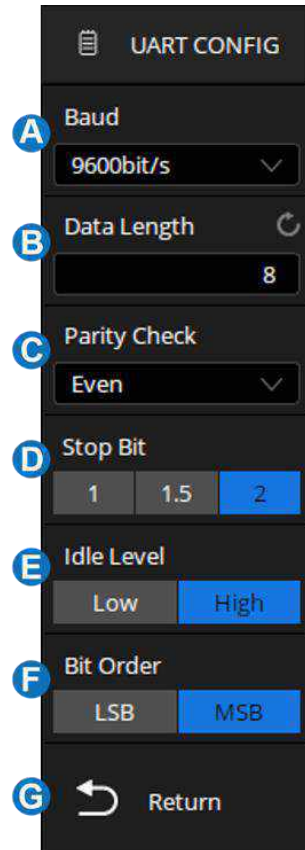 UART CONFIG
A
Baud
9600bit/s
B
Data Length
8
C
Parity Check
Even
D
Stop Bit
1 1.5 2
E
Idle Level
Low High
F
Bit Order
LSB MSB
G
Return